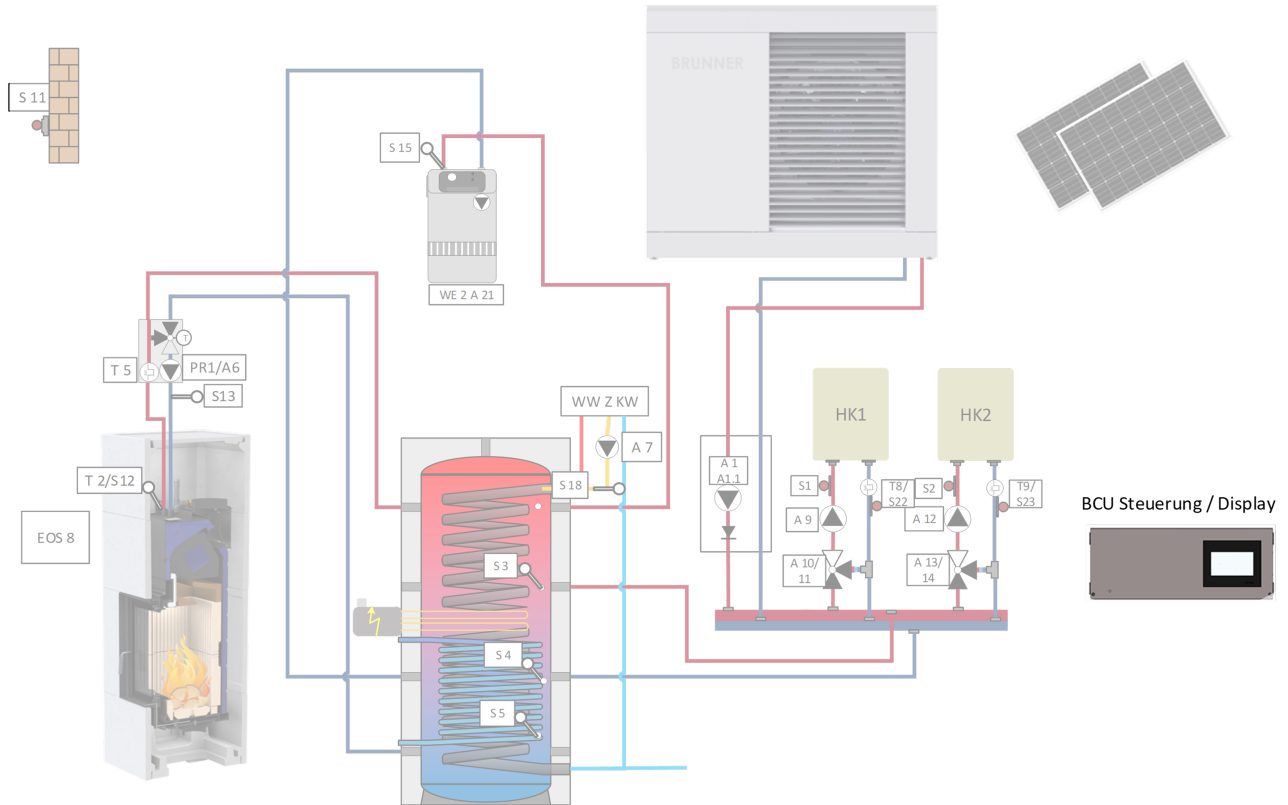 BRUNNER
S 11
S 15
WE 2 A 21
T
T 5
PR1/A6
S13
WW Z KW
A 7
HK1
HK2
T 2/S12
S 18
A 1
A1.1
S1
T8/
S22
S2
T9/
S23
BCU Steuerung / Display
A 9
A 12
EOS 8
S 3
A 10/
11
A 13/
14
S 4
S 5